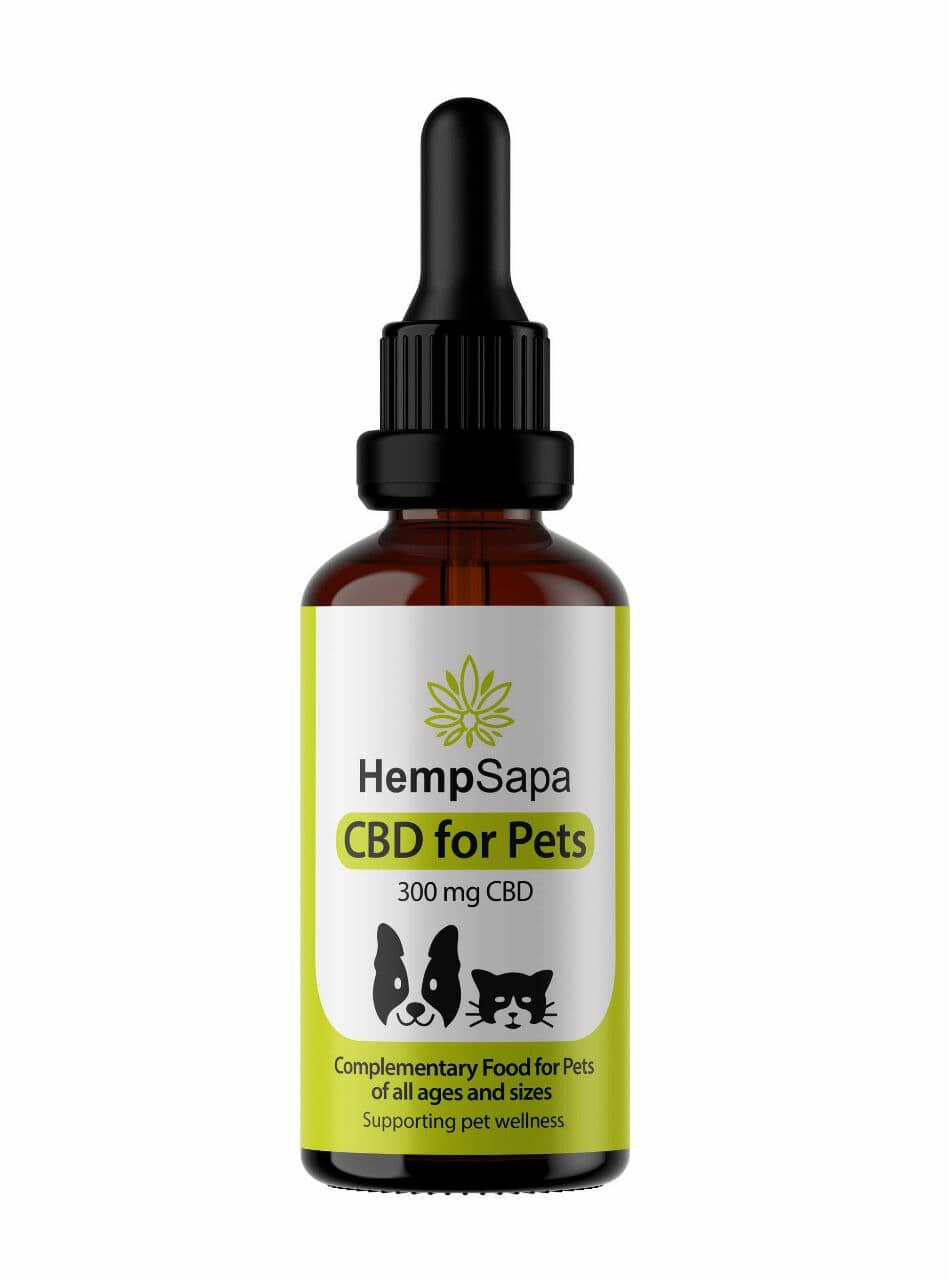 HempSapa
CBD for Pets
300 mg CBD
Complementary Food for Pets
of all ages and sizes
Supporting pet wellness